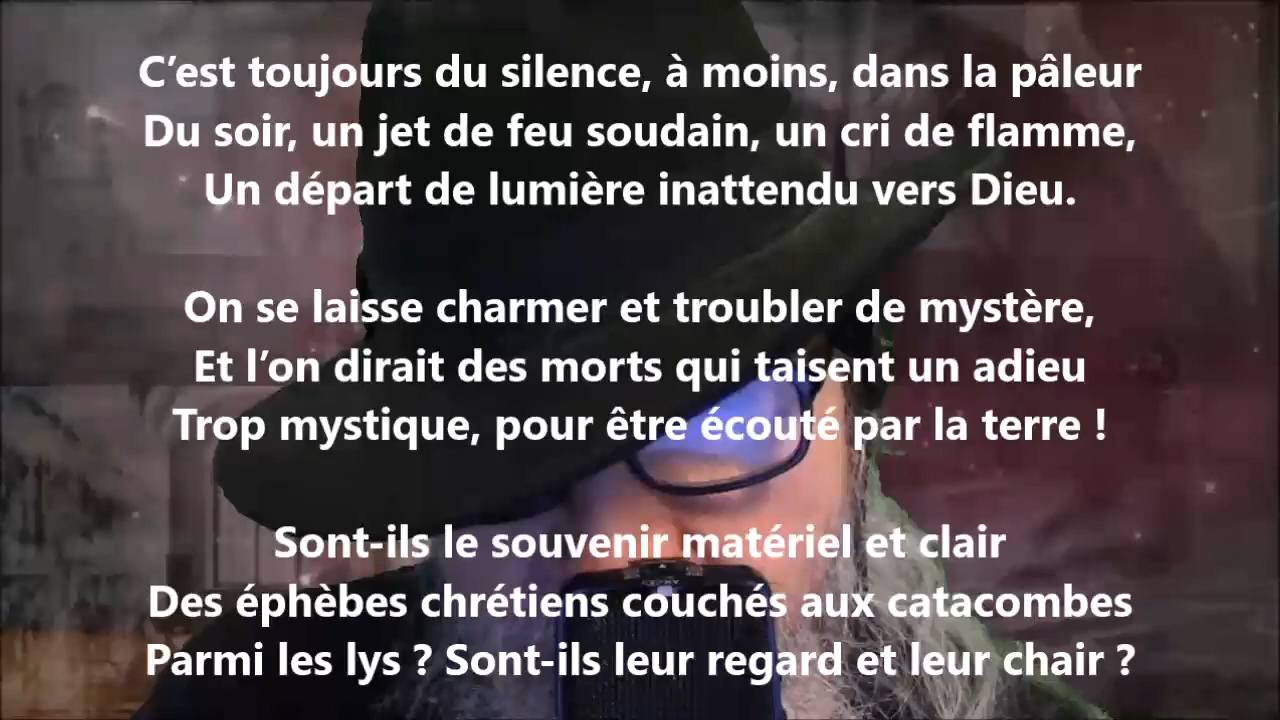 C’est toujours du silence, à moins, dans la pâleur
Du soir, un jet de feu soudain, un cri de flamme,
Un départ de lumière inattendu vers Dieu.
On se laisse charmer et troubler de mystère,
Et l’on dirait des morts qui taisent un adieu
Trop mystique, pour être écouté par la terre !
Sont-ils le souvenir matériel et clair
Des éphèbes chrétiens couchés aux catacombes
Parmi les lys ? Sont-ils leur regard et leur chair ?